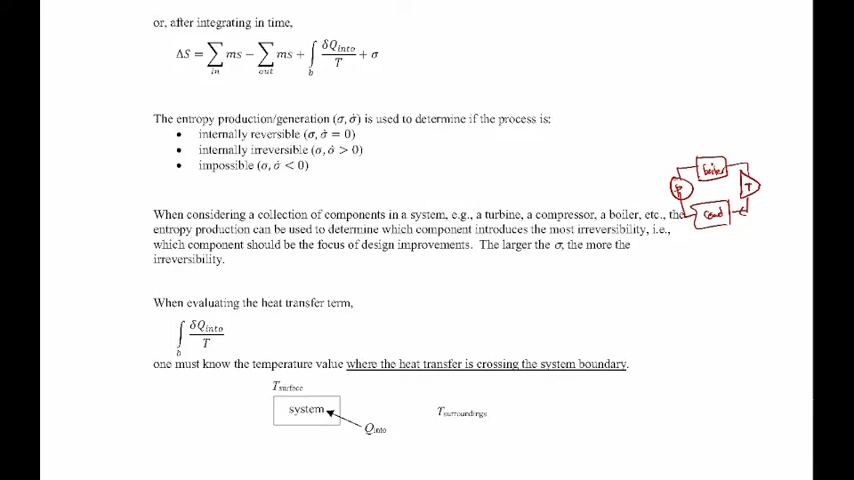 or, after integrating in time,
ΔS = ∑ ms − ∑ ms + ∫ δQinto/T + σ
in out b
The entropy production/generation (σ, σ̇) is used to determine if the process is:
• internally reversible (σ, σ̇ = 0)
• internally irreversible (σ, σ̇ > 0)
• impossible (σ, σ̇ < 0)
boiler
P T
cond
When considering a collection of components in a system, e.g., a turbine, a compressor, a boiler, etc., the
entropy production can be used to determine which component introduces the most irreversibility, i.e.,
which component should be the focus of design improvements. The larger the σ, the more the
irreversibility.
When evaluating the heat transfer term,
∫ δQinto/T
b
one must know the temperature value where the heat transfer is crossing the system boundary.
Tsurface
system
Tsurroundings
Qinto